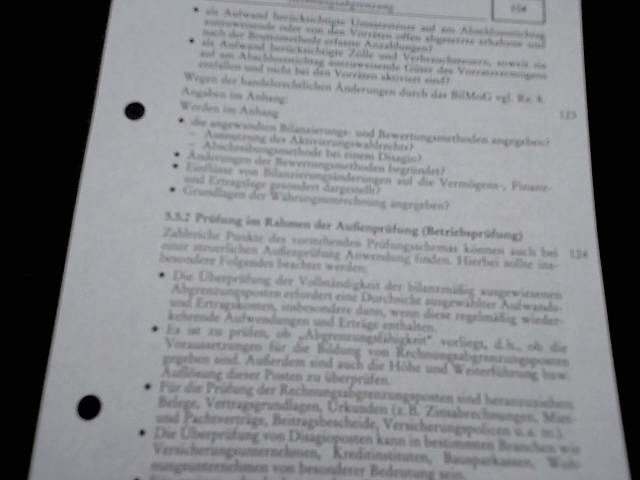 Rechnungsabgrenzung
• als Aufwand berücksichtigte Umsatzsteuer auf am Abschlussstichtag
auszuweisende oder von den Vorräten offen abgesetzte erhaltene und
nach der Bruttomethode erfasste Anzahlungen?
• als Aufwand berücksichtigte Zölle und Verbrauchsteuern, soweit sie
auf am Abschlussstichtag auszuweisende Güter des Vorratsvermögens
entfallen und nicht bei den Vorräten aktiviert sind?
Wegen der handelsrechtlichen Änderungen durch das BilMoG vgl. Rz. 8.
Angaben im Anhang: 123
Werden im Anhang
• die angewandten Bilanzierungs- und Bewertungsmethoden angegeben?
– Ausnutzung des Aktivierungswahlrechts?
– Abschreibungsmethode bei einem Disagio?
• Änderungen der Bewertungsmethoden begründet?
• Einflüsse von Bilanzierungsänderungen auf die Vermögens-, Finanz-
und Ertragslage gesondert dargestellt?
• Grundlagen der Währungsumrechnung angegeben?
5.5.2 Prüfung im Rahmen der Außenprüfung (Betriebsprüfung)
Zahlreiche Punkte des vorstehenden Prüfungsschemas können auch bei 124
einer steuerlichen Außenprüfung Anwendung finden. Hierbei sollte ins-
besondere Folgendes beachtet werden:
• Die Überprüfung der Vollständigkeit der bilanzmäßig ausgewiesenen
Abgrenzungsposten erfordert eine Durchsicht ausgewählter Aufwands-
und Ertragskonten, insbesondere dann, wenn diese regelmäßig wieder-
kehrende Aufwendungen und Erträge enthalten.
• Es ist zu prüfen, ob „Abgrenzungsfähigkeit" vorliegt, d.h., ob die
Voraussetzungen für die Bildung von Rechnungsabgrenzungsposten
gegeben sind. Außerdem sind auch die Höhe und Weiterführung bzw.
Auflösung dieser Posten zu überprüfen.
• Für die Prüfung der Rechnungsabgrenzungsposten sind heranzuziehen:
Belege, Vertragsgrundlagen, Urkunden (z.B. Zinsabrechnungen, Miet-
und Pachtverträge, Beitragsbescheide, Versicherungspolicen u.a.m.).
• Die Überprüfung von Disagioposten kann in bestimmten Branchen wie
Versicherungsunternehmen, Kreditinstituten, Bausparkassen, Woh-
nungsunternehmen von besonderer Bedeutung sein.